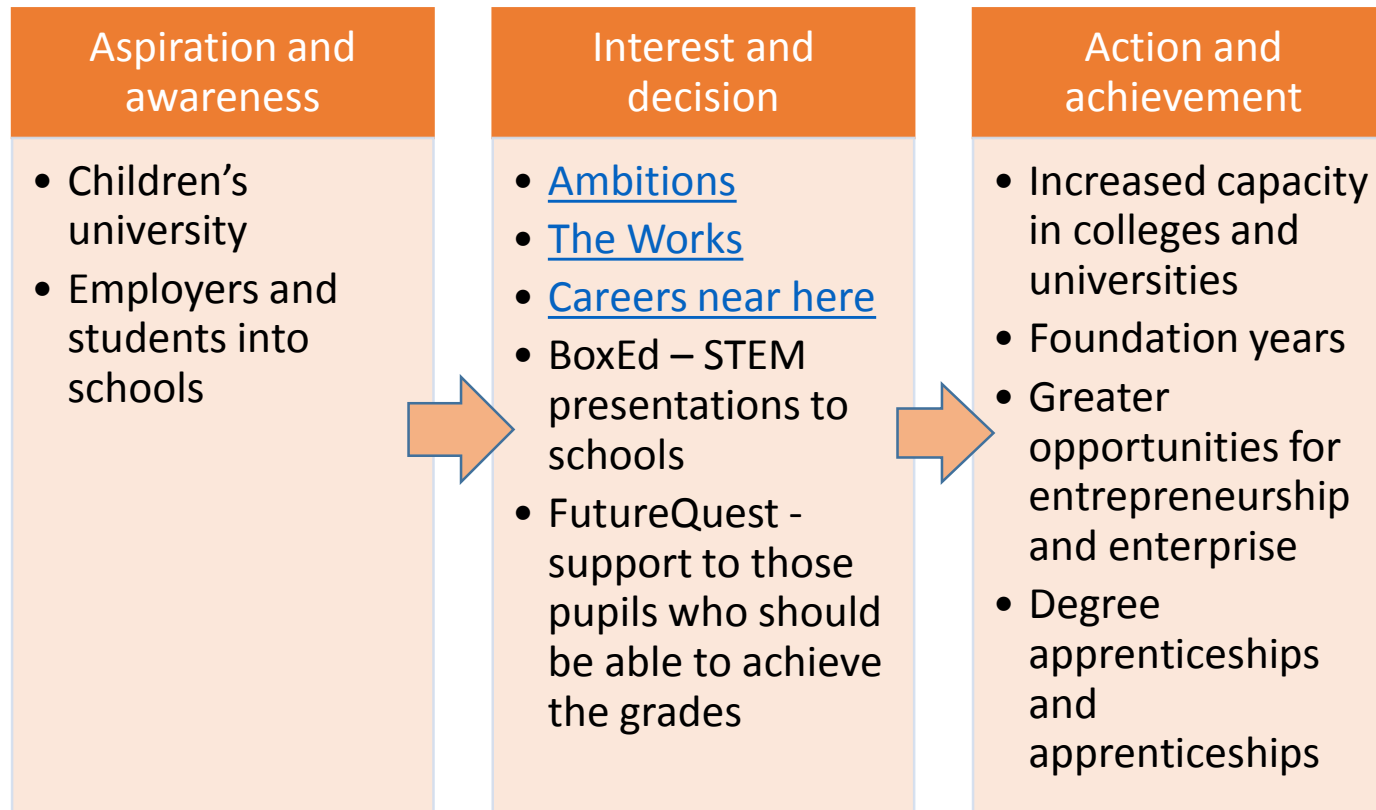 Aspiration and
awareness
• Children’s
university
• Employers and
students into
schools
Interest and
decision
• Ambitions
• The Works
• Careers near here
• BoxEd – STEM
presentations to
schools
• FutureQuest -
support to those
pupils who should
be able to achieve
the grades
Action and
achievement
• Increased capacity
in colleges and
universities
• Foundation years
• Greater
opportunities for
entrepreneurship
and enterprise
• Degree
apprenticeships
and
apprenticeships